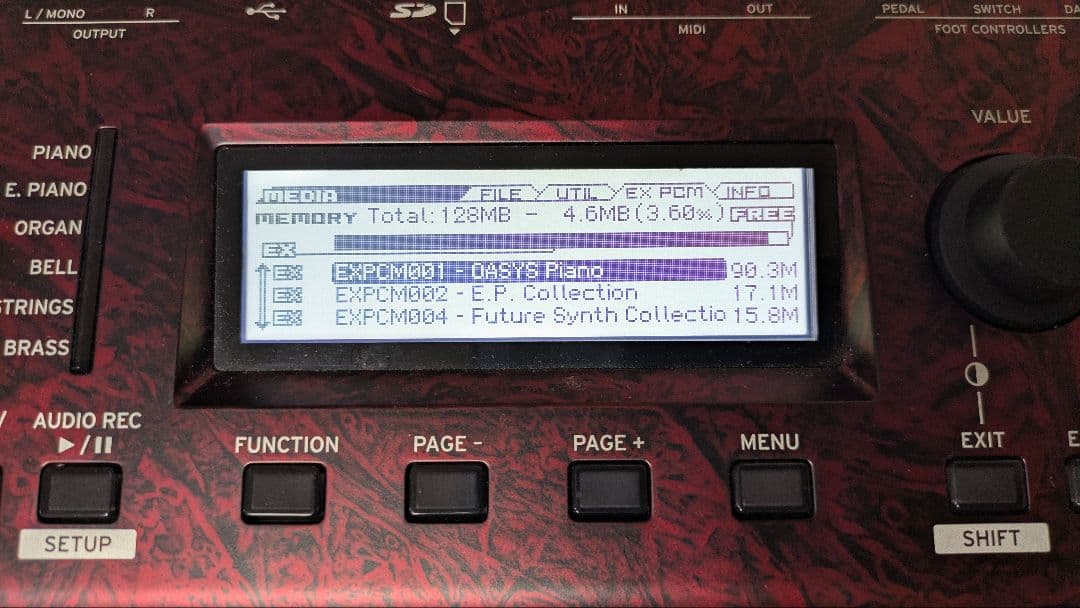 L / MONO R
OUTPUT
SD
IN OUT
MIDI
PEDAL SWITCH DA
FOOT CONTROLLERS
VALUE
PIANO
E. PIANO
ORGAN
BELL
STRINGS
BRASS
MEDIA FILE UTIL EX PCM INFO
MEMORY Total:128MB - 4.6MB(3.60%) FREE
EX
EX EXPCM001 - OASYS Piano 90.3M
EX EXPCM002 - E.P. Collection 17.1M
EX EXPCM004 - Future Synth Collectio 15.8M
AUDIO REC
SETUP
FUNCTION
PAGE -
PAGE +
MENU
EXIT
E
SHIFT